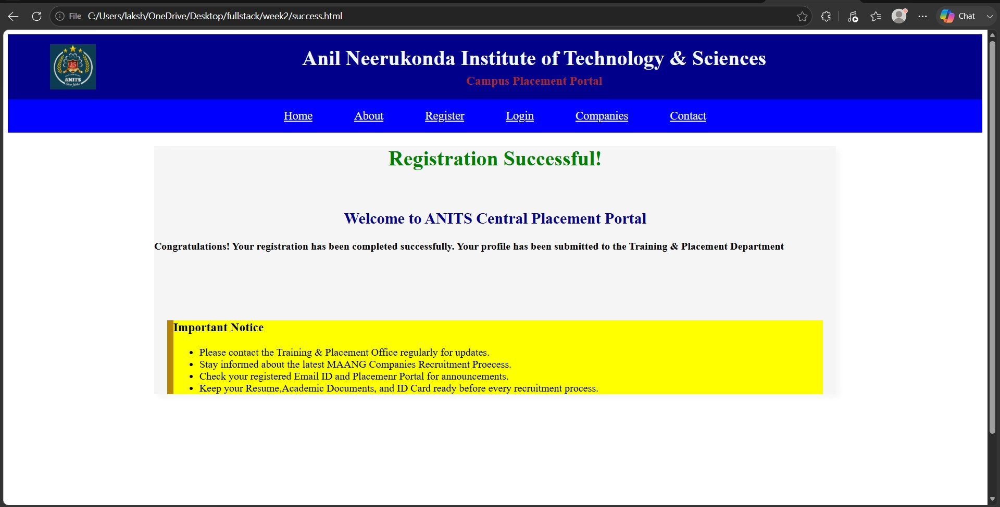 File C:/Users/laksh/OneDrive/Desktop/fullstack/week2/success.html
Chat
25
ANITS
Anil Neerukonda Institute of Technology & Sciences
Campus Placement Portal
Home About Register Login Companies Contact
Registration Successful!
Welcome to ANITS Central Placement Portal
Congratulations! Your registration has been completed successfully. Your profile has been submitted to the Training & Placement Department
Important Notice
• Please contact the Training & Placement Office regularly for updates.
• Stay informed about the latest MAANG Companies Recruitment Proecess.
• Check your registered Email ID and Placemenr Portal for announcements.
• Keep your Resume,Academic Documents, and ID Card ready before every recruitment process.